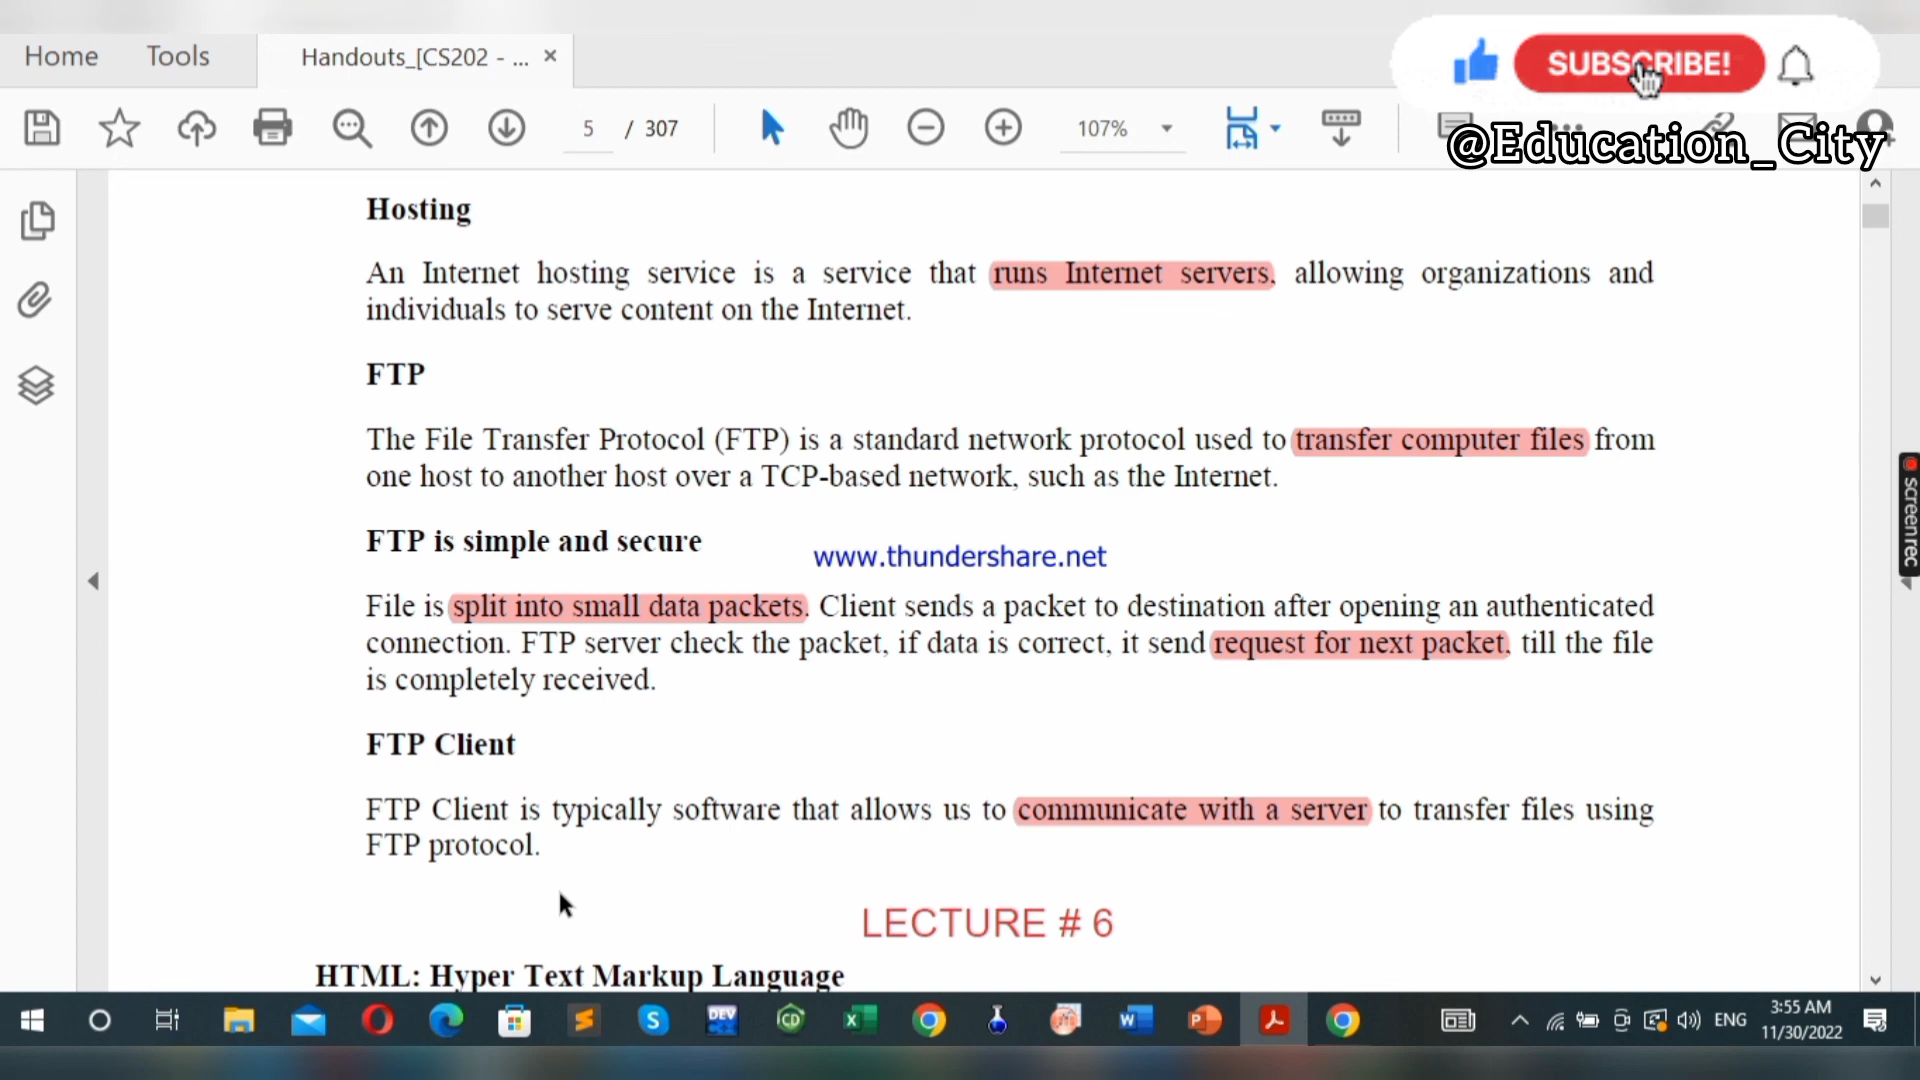 Home Tools Handouts_[CS202 - ... ×
SUBSCRIBE!
@Education_City
5 / 307 107%
Hosting
An Internet hosting service is a service that runs Internet servers, allowing organizations and
individuals to serve content on the Internet.
FTP
The File Transfer Protocol (FTP) is a standard network protocol used to transfer computer files from
one host to another host over a TCP-based network, such as the Internet.
FTP is simple and secure
www.thundershare.net
File is split into small data packets. Client sends a packet to destination after opening an authenticated
connection. FTP server check the packet, if data is correct, it send request for next packet, till the file
is completely received.
FTP Client
FTP Client is typically software that allows us to communicate with a server to transfer files using
FTP protocol.
LECTURE # 6
HTML: Hyper Text Markup Language
screenrec
DEV
CD
ENG
3:55 AM
11/30/2022